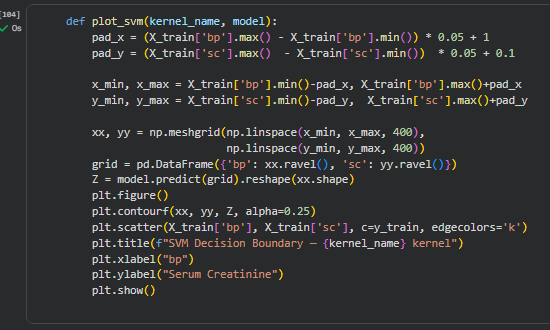 [104]
0s
def plot_svm(kernel_name, model):
    pad_x = (X_train['bp'].max() - X_train['bp'].min()) * 0.05 + 1
    pad_y = (X_train['sc'].max()  - X_train['sc'].min())  * 0.05 + 0.1

    x_min, x_max = X_train['bp'].min()-pad_x, X_train['bp'].max()+pad_x
    y_min, y_max = X_train['sc'].min()-pad_y,  X_train['sc'].max()+pad_y

    xx, yy = np.meshgrid(np.linspace(x_min, x_max, 400),
                         np.linspace(y_min, y_max, 400))
    grid = pd.DataFrame({'bp': xx.ravel(), 'sc': yy.ravel()})
    Z = model.predict(grid).reshape(xx.shape)
    plt.figure()
    plt.contourf(xx, yy, Z, alpha=0.25)
    plt.scatter(X_train['bp'], X_train['sc'], c=y_train, edgecolors='k')
    plt.title(f"SVM Decision Boundary — {kernel_name} kernel")
    plt.xlabel("bp")
    plt.ylabel("Serum Creatinine")
    plt.show()